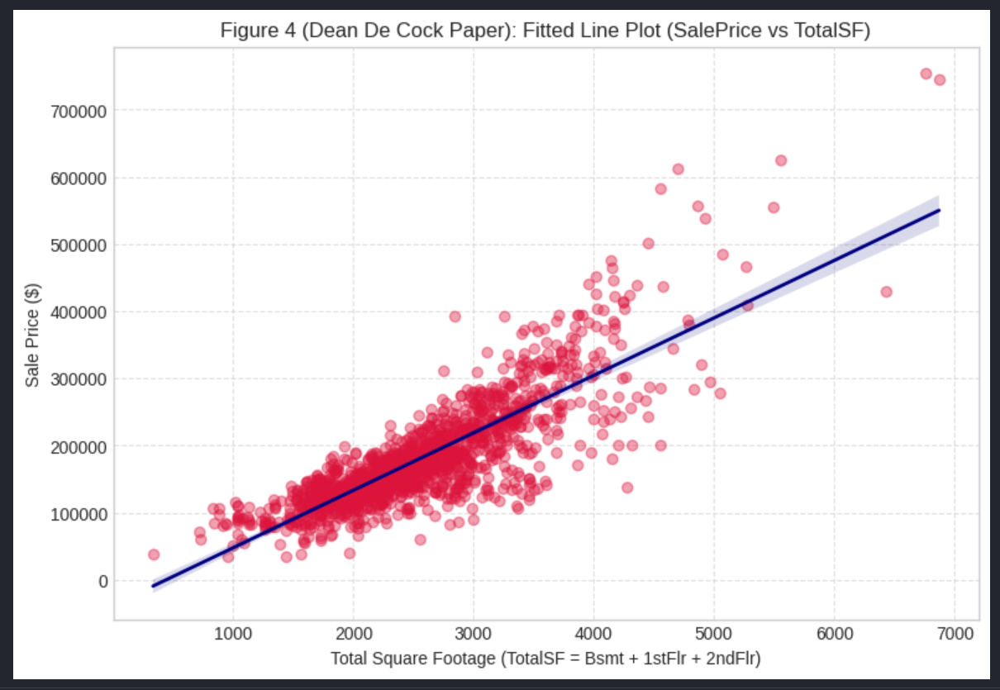 Figure 4 (Dean De Cock Paper): Fitted Line Plot (SalePrice vs TotalSF)
Sale Price ($)
700000
600000
500000
400000
300000
200000
100000
0
1000 2000 3000 4000 5000 6000 7000
Total Square Footage (TotalSF = Bsmt + 1stFlr + 2ndFlr)